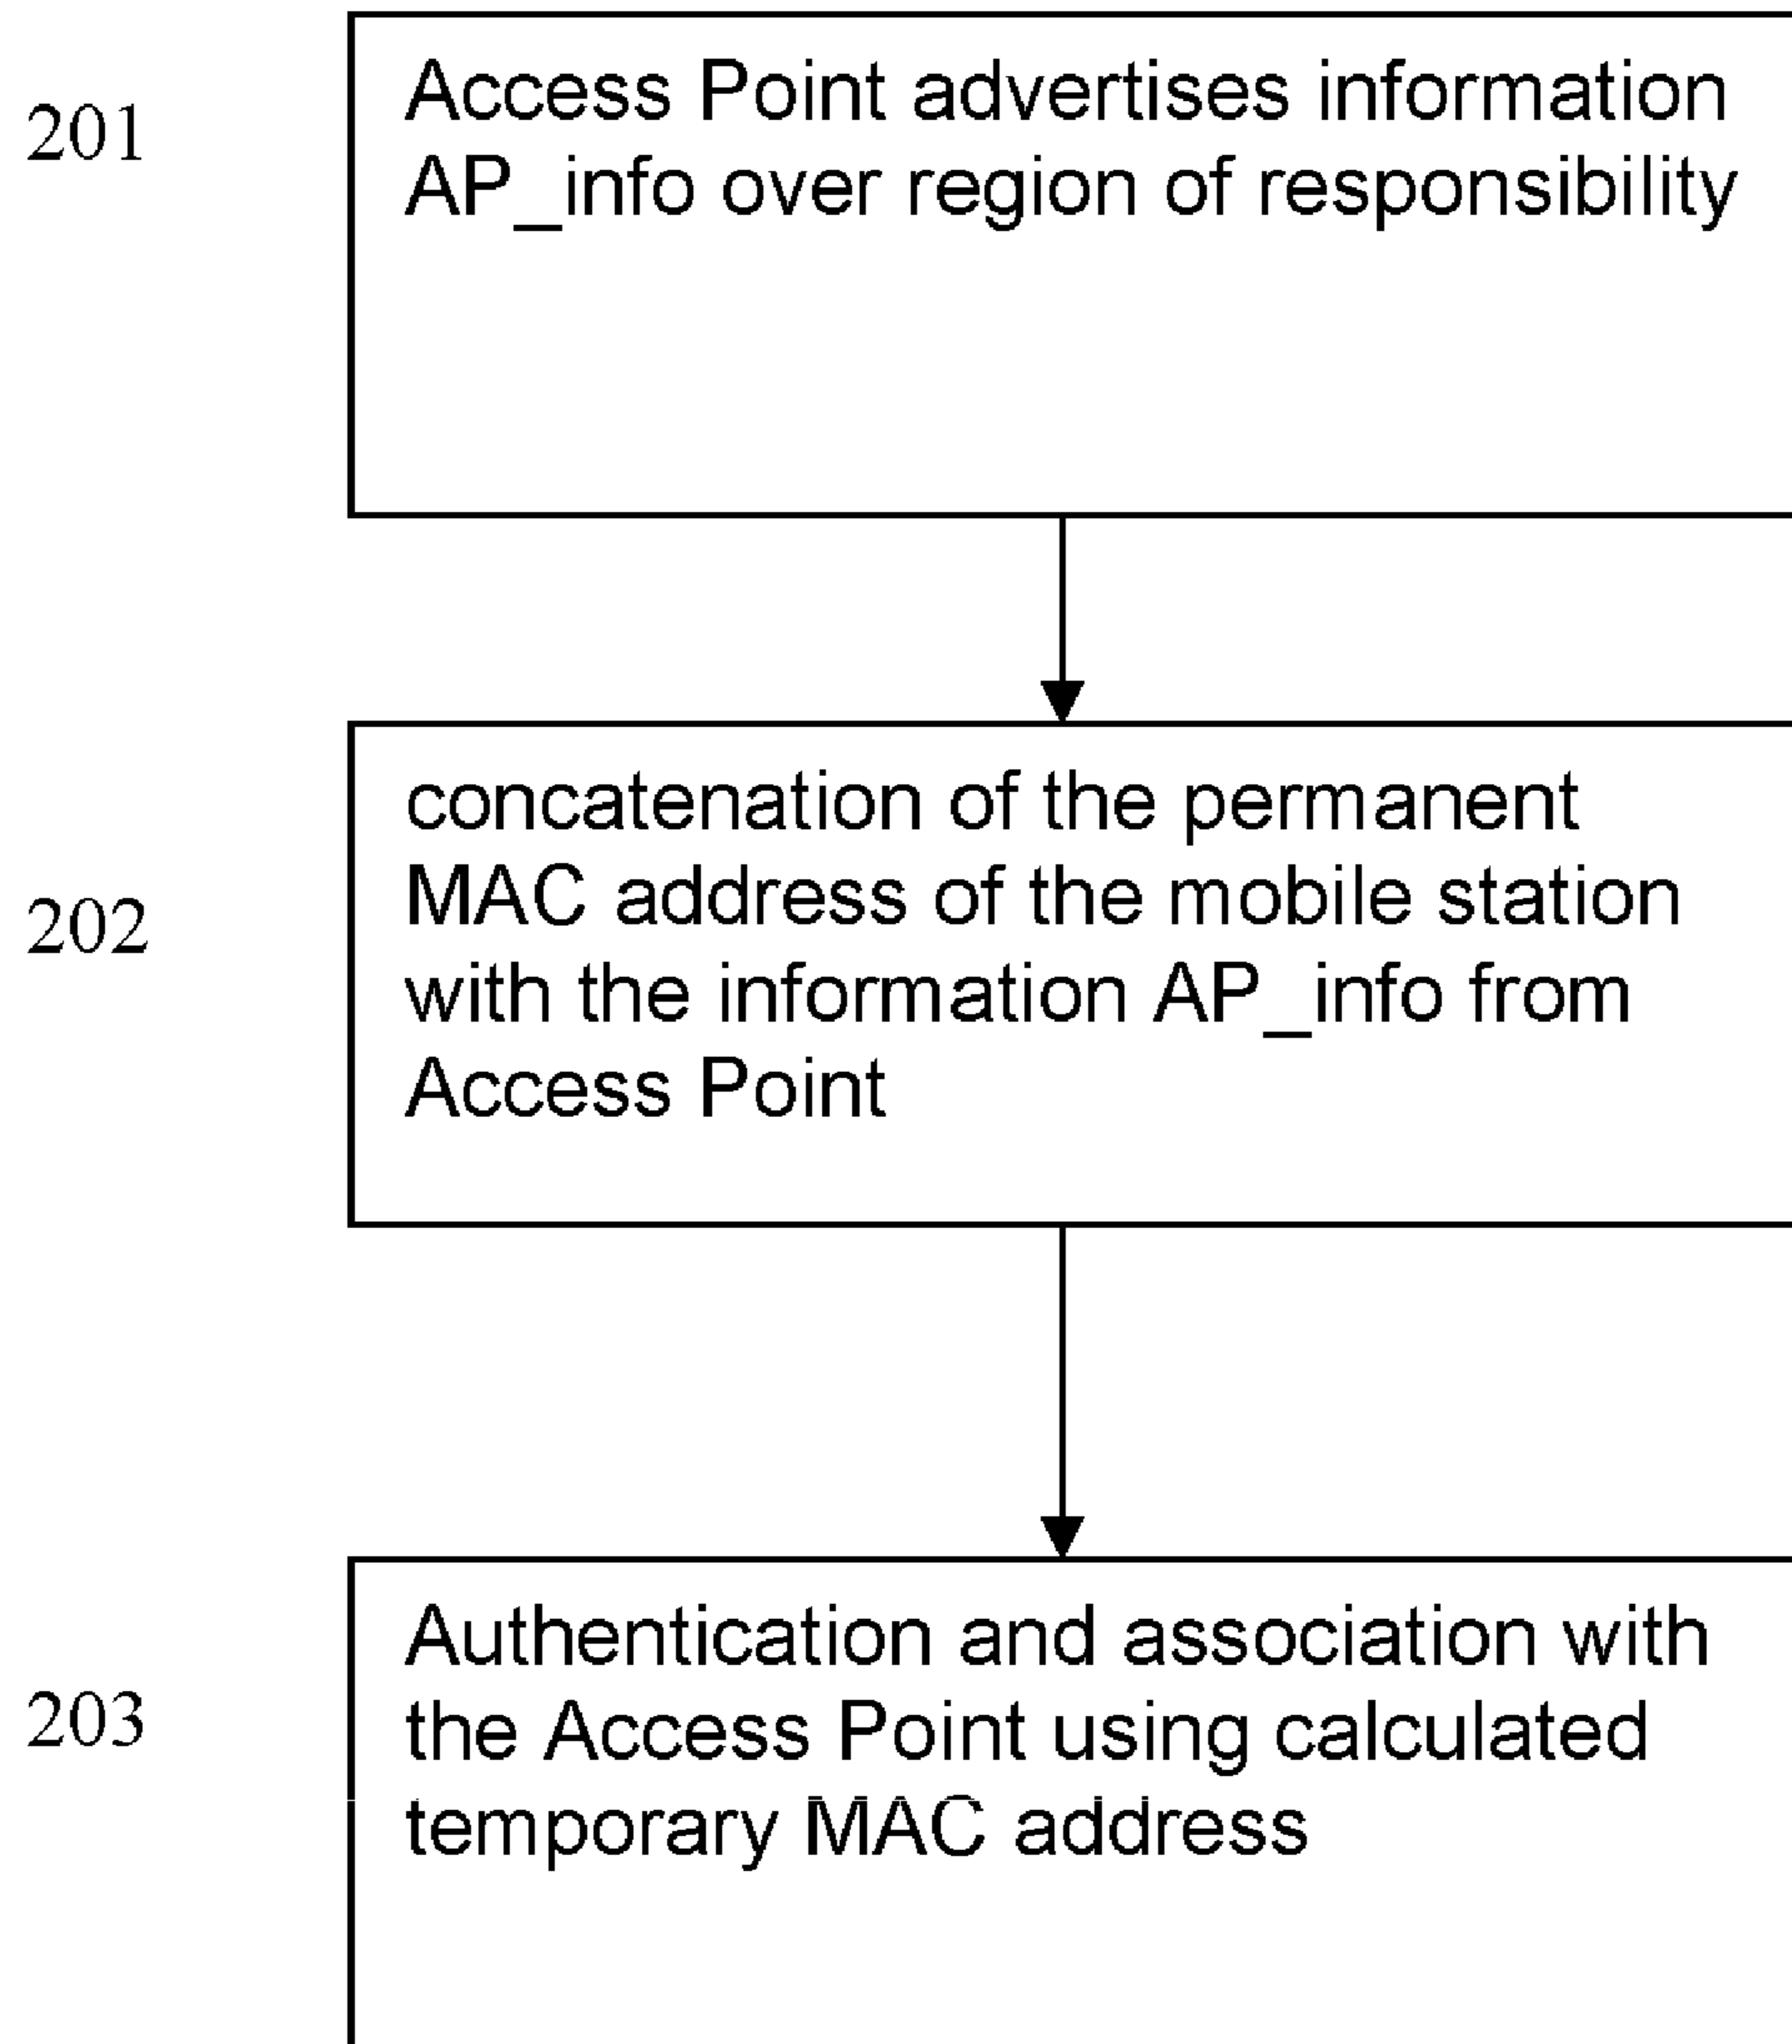 201
Access Point advertises information
AP_info over region of responsibility
202
concatenation of the permanent
MAC address of the mobile station
with the information AP_info from
Access Point
203
Authentication and association with
the Access Point using calculated
temporary MAC address